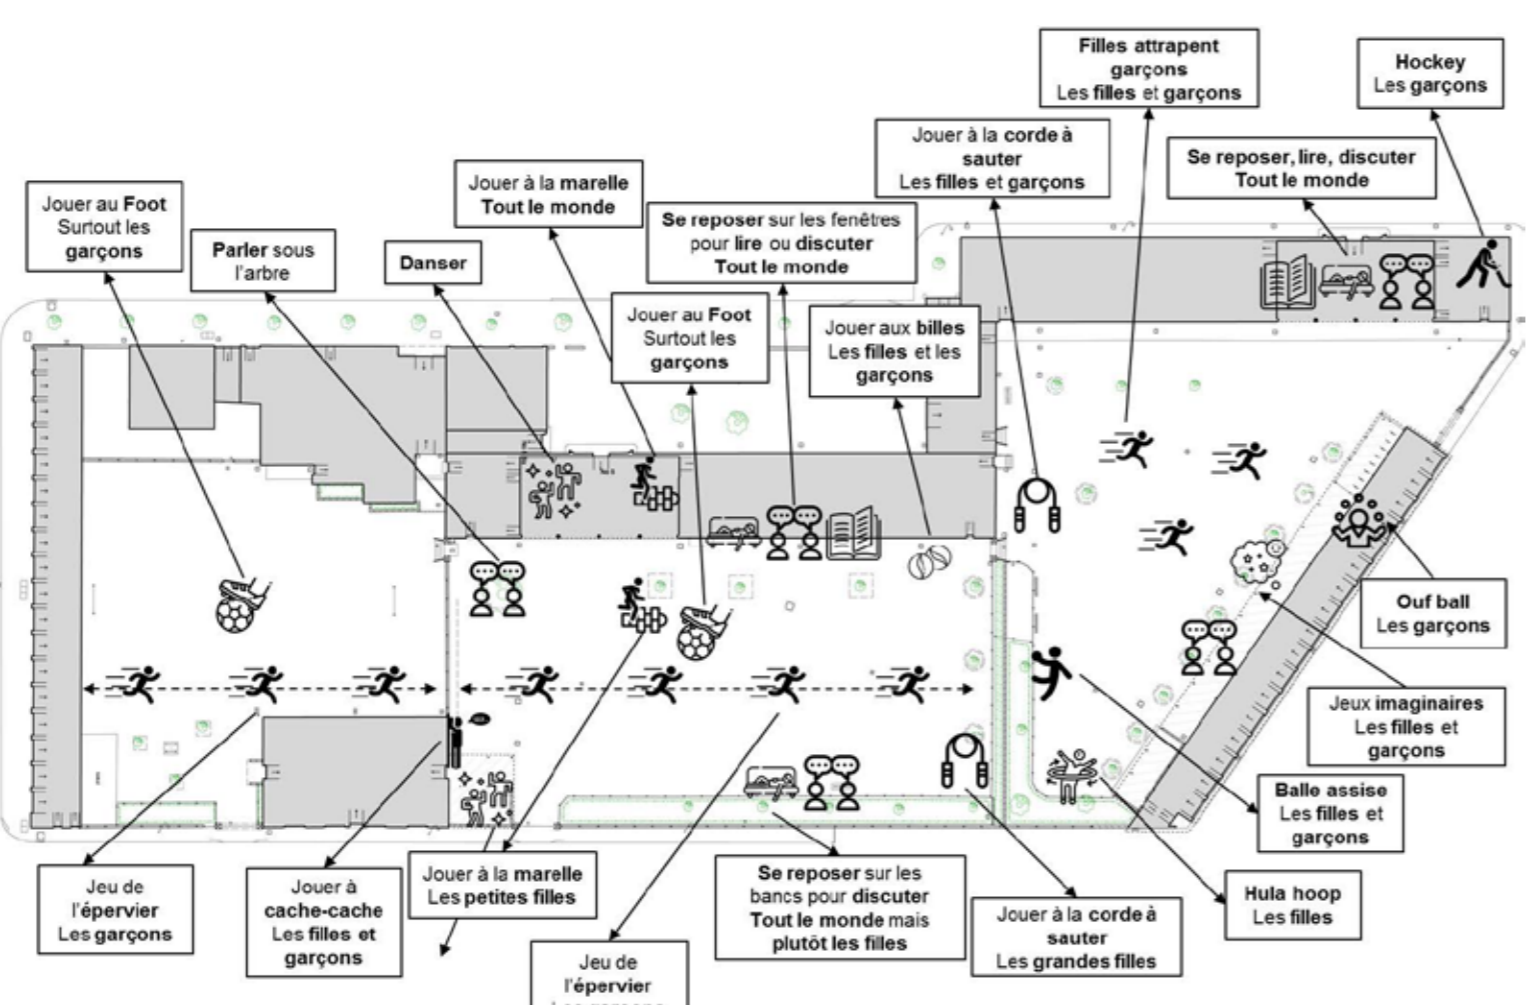 Filles attrapent
garçons
Les filles et garçons
Hockey
Les garçons
Jouer à la corde à
sauter
Les filles et garçons
Se reposer, lire, discuter
Tout le monde
Jouer à la marelle
Tout le monde
Jouer au Foot
Surtout les
garçons
Se reposer sur les fenêtres
pour lire ou discuter
Tout le monde
Parler sous
l'arbre
Danser
Jouer au Foot
Surtout les
garçons
Jouer aux billes
Les filles et les
garçons
Ouf ball
Les garçons
Jeux imaginaires
Les filles et
garçons
Balle assise
Les filles et
garçons
Jeu de
l'épervier
Les garçons
Jouer à
cache-cache
Les filles et
garçons
Jouer à la marelle
Les petites filles
Se reposer sur les
bancs pour discuter
Tout le monde mais
plutôt les filles
Hula hoop
Les filles
Jouer à la corde à
sauter
Les grandes filles
Jeu de
l'épervier